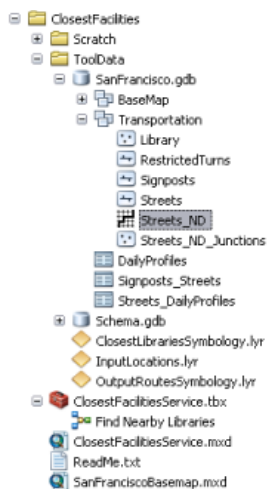 ClosestFacilities
Scratch
ToolData
SanFrancisco.gdb
BaseMap
Transportation
Library
RestrictedTurns
Signposts
Streets
Streets_ND
Streets_ND_Junctions
DailyProfiles
Signposts_Streets
Streets_DailyProfiles
Schema.gdb
ClosestLibrariesSymbology.lyr
InputLocations.lyr
OutputRoutesSymbology.lyr
ClosestFacilitiesService.tbx
Find Nearby Libraries
ClosestFacilitiesService.mxd
ReadMe.txt
SanFranciscoBasemap.mxd